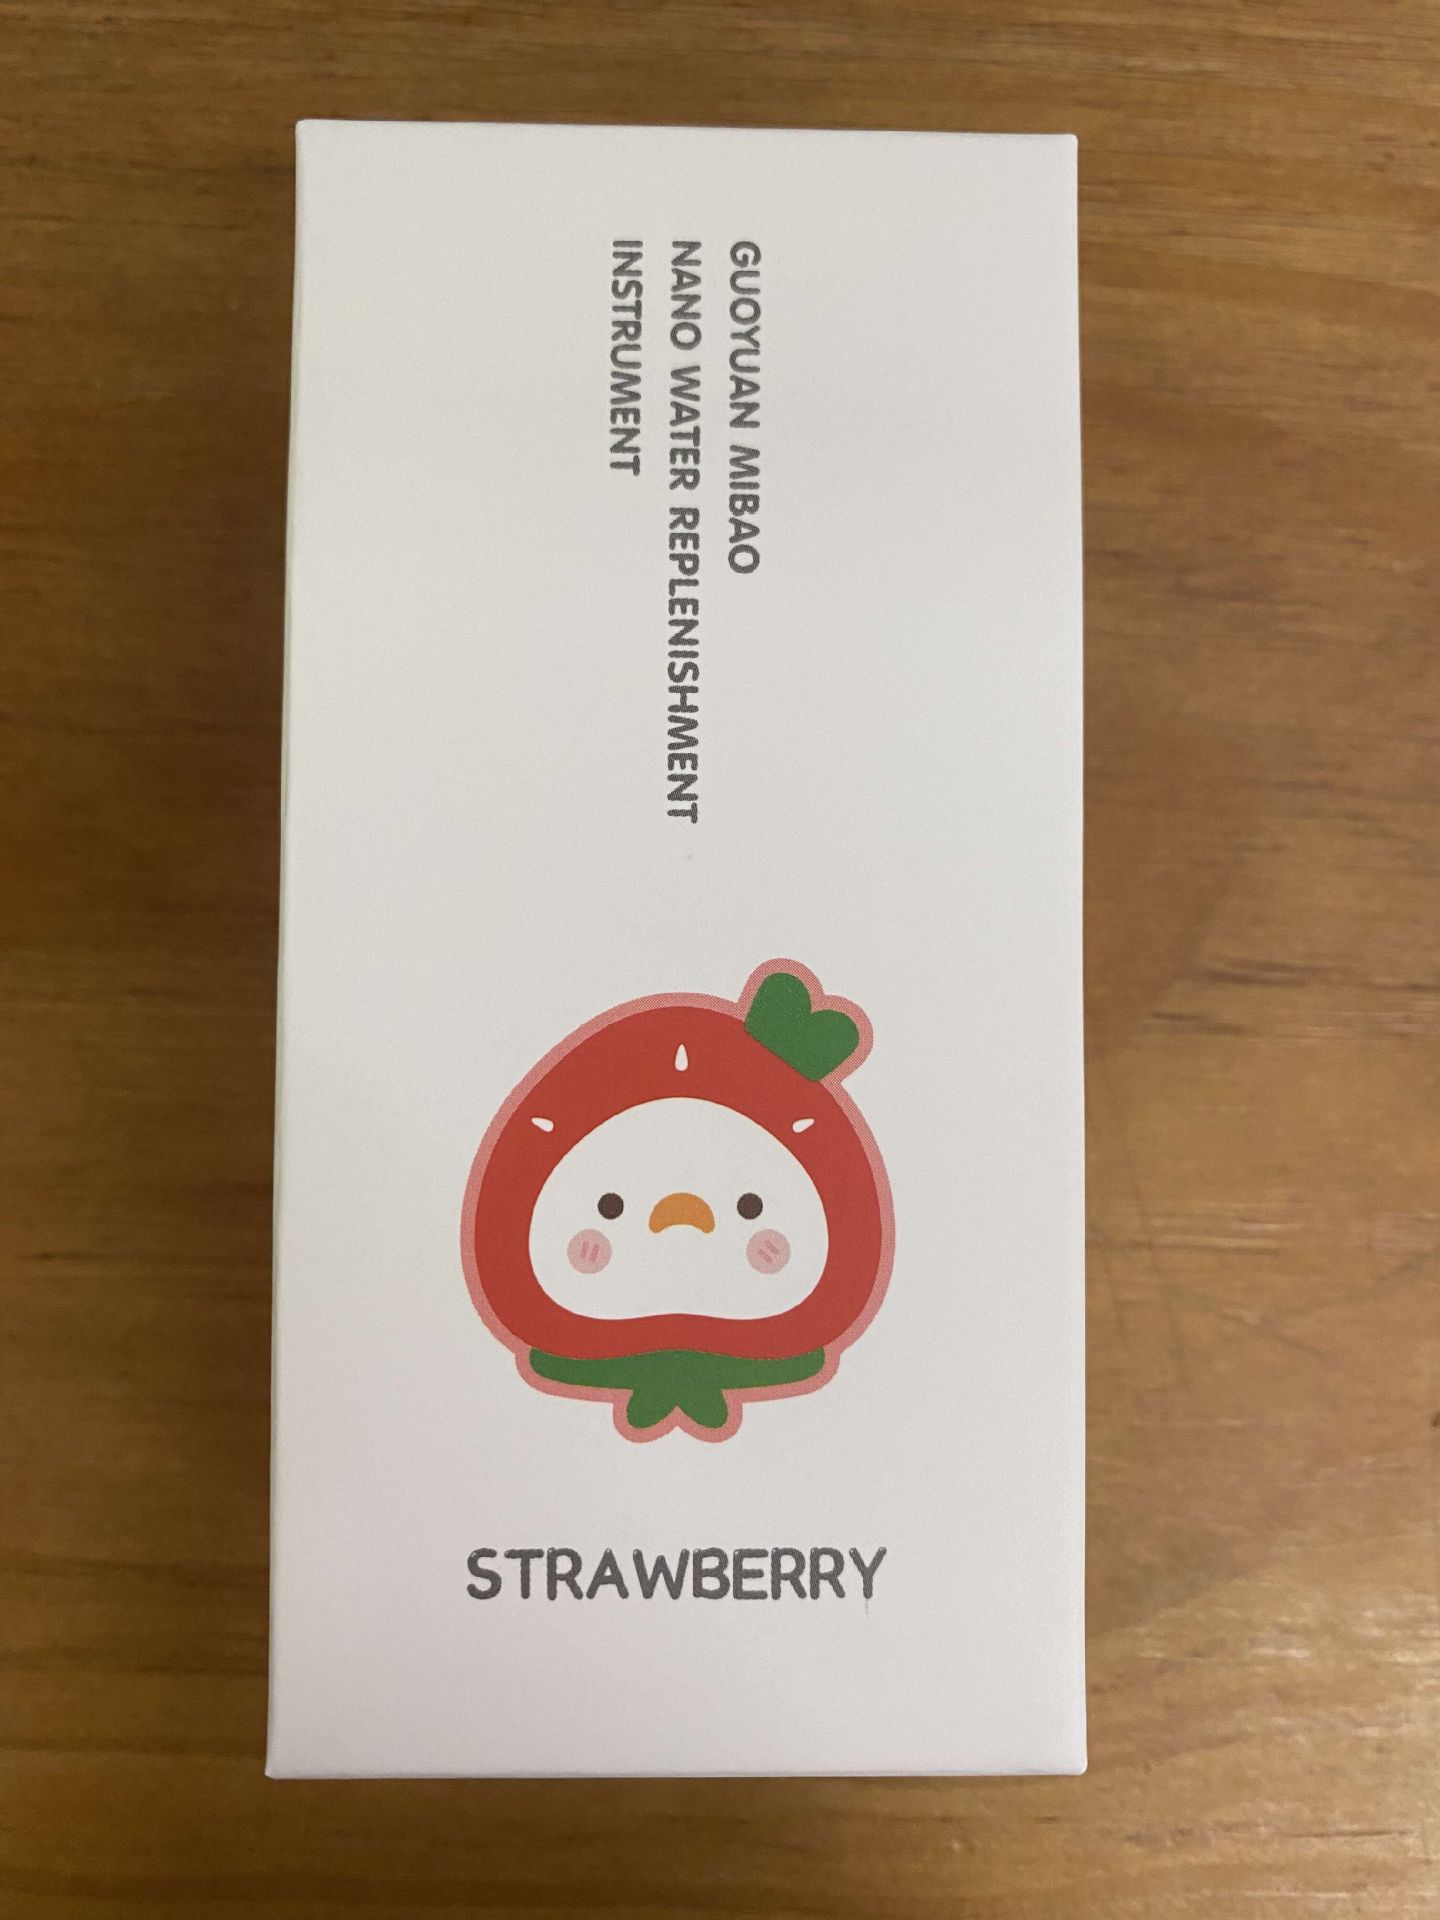 GUOYUAN MIBAO
NANO WATER REPLENISHMENT
INSTRUMENT
STRAWBERRY